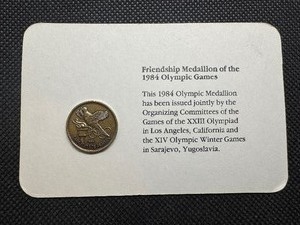 Friendship Medallion of the
1984 Olympic Games
This 1984 Olympic Medallion
has been issued jointly by the
Organizing Committees of the
Games of the XXIII Olympiad
in Los Angeles, California and
the XIV Olympic Winter Games
in Sarajevo, Yugoslavia.